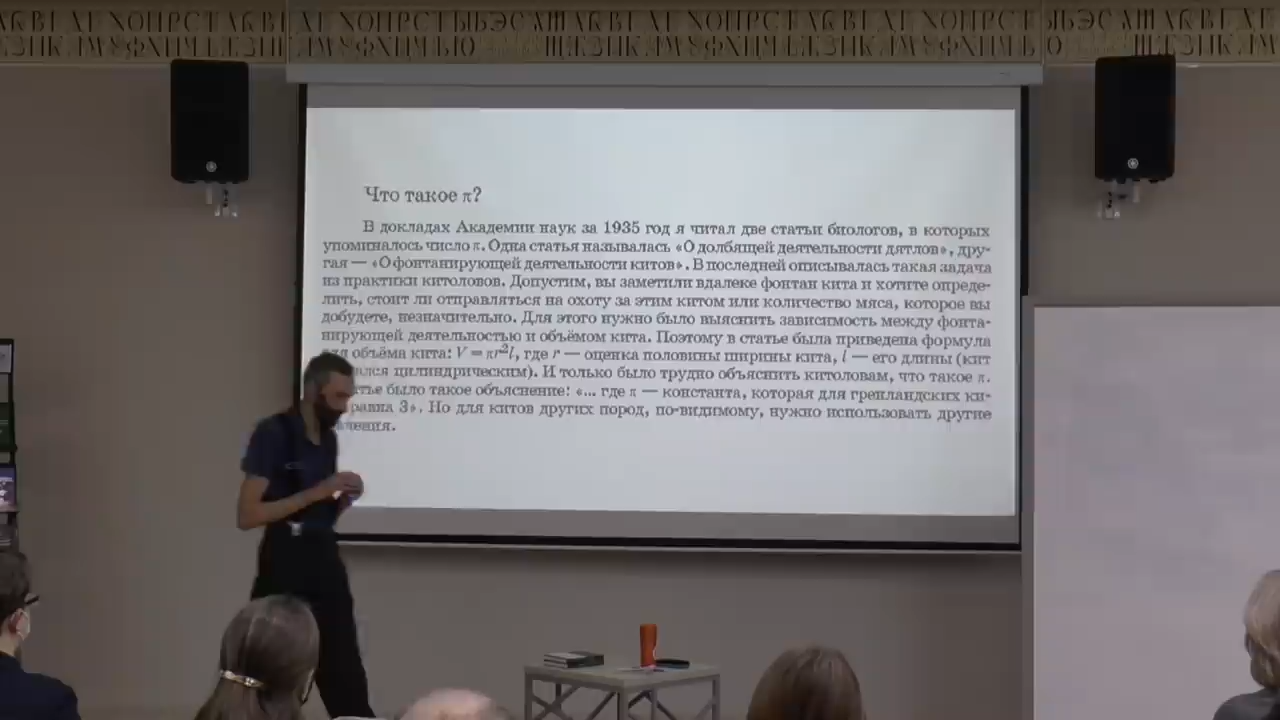 Что такое π?
В докладах Академии наук за 1935 год я читал две статьи биологов, в которых
упоминалось число π. Одна статья называлась «О долбящей деятельности дятлов», дру-
гая — «О фонтанирующей деятельности китов». В последней описывалась такая задача
из практики китоловов. Допустим, вы заметили вдалеке фонтан кита и хотите опреде-
лить, стоит ли отправляться на охоту за этим китом или количество мяса, которое вы
добудете, незначительно. Для этого нужно было выяснить зависимость между фонта-
нирующей деятельностью и объёмом кита. Поэтому в статье была приведена формула
объёма кита: V = πr²l, где r — оценка половины ширины кита, l — его длины (кит
цилиндрическим). И только было трудно объяснить китоловам, что такое π.
было такое объяснение: «... где π — константа, которая для гренландских ки-
равна 3». Но для китов других пород, по-видимому, нужно использовать другие